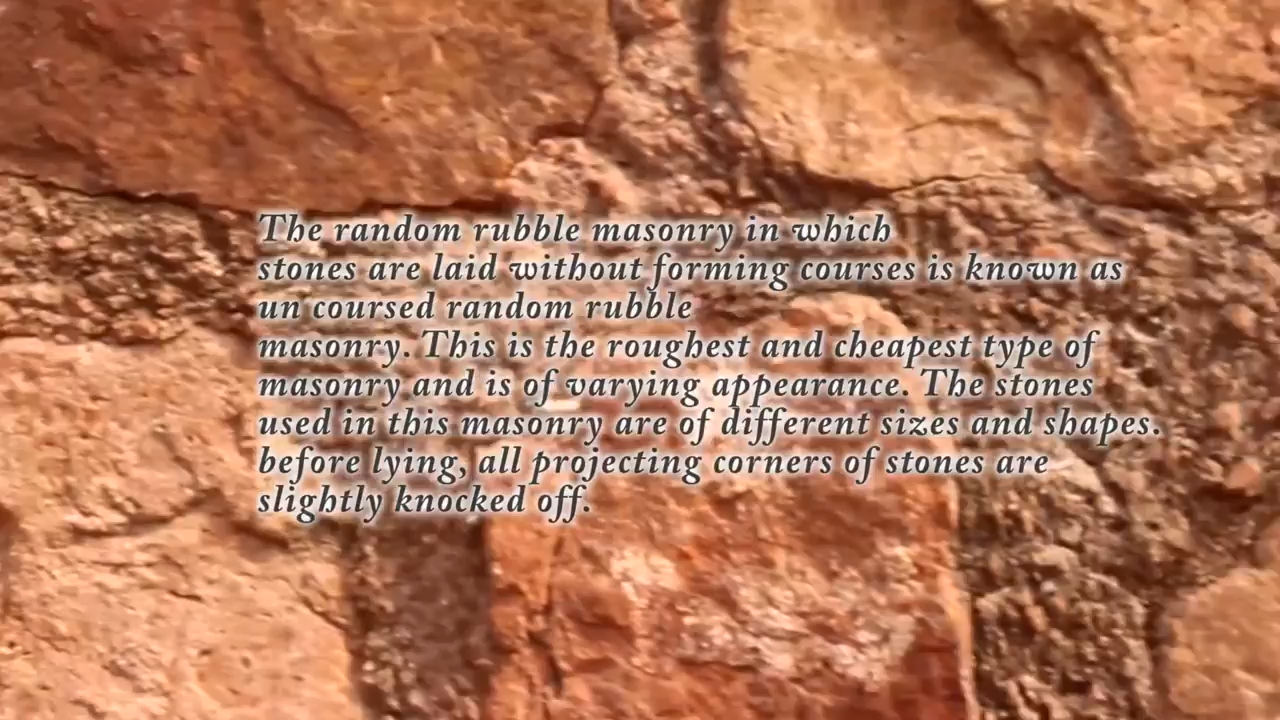 The random rubble masonry in which
stones are laid without forming courses is known as
un coursed random rubble
masonry. This is the roughest and cheapest type of
masonry and is of varying appearance. The stones
used in this masonry are of different sizes and shapes.
before lying, all projecting corners of stones are
slightly knocked off.